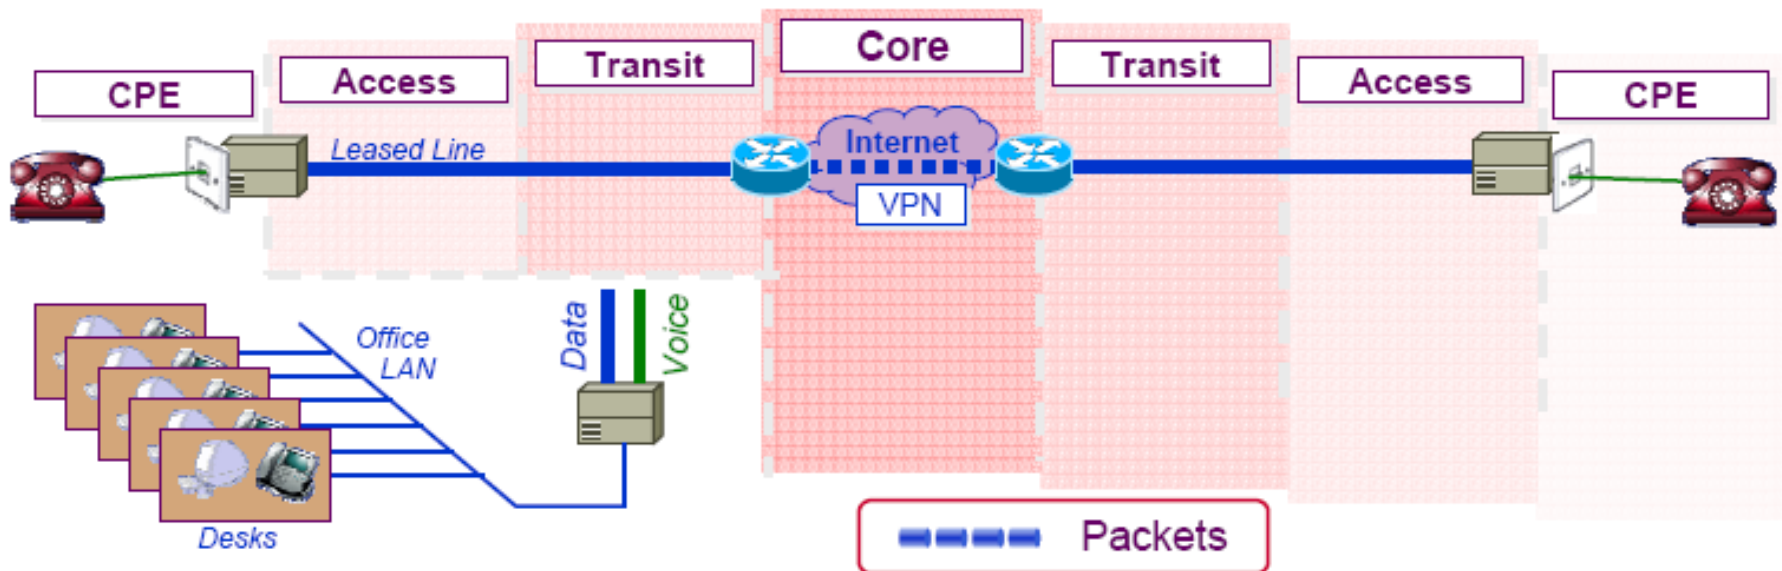 CPE
Access
Transit
Core
Transit
Access
CPE
Leased Line
Internet
VPN
Office
LAN
Data
Voice
Desks
Packets